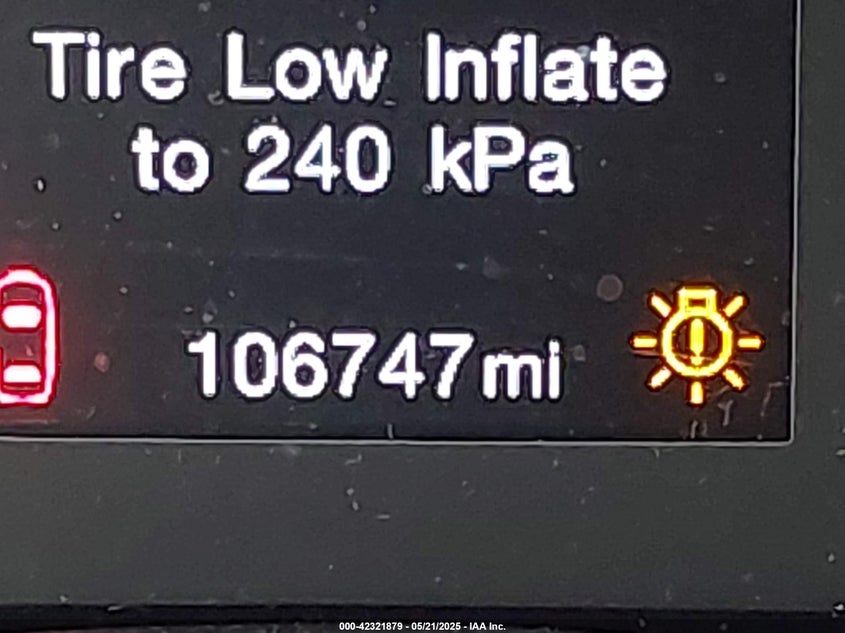 Tire Low Inflate
to 240 kPa
106747mi
000-42321879 - 05/21/2025 - IAA Inc.